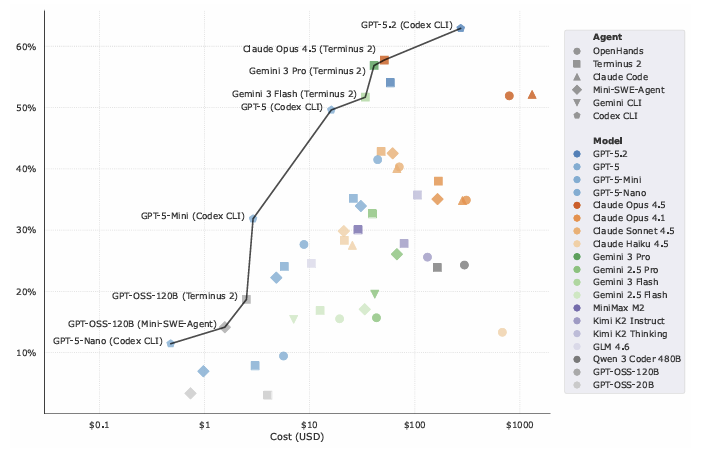 GPT-5.2 (Codex CLI)
60%
Claude Opus 4.5 (Terminus 2)
Gemini 3 Pro (Terminus 2)
50%
Gemini 3 Flash (Terminus 2)
GPT-5 (Codex CLI)
40%
30%
GPT-5-Mini (Codex CLI)
20%
GPT-OSS-120B (Terminus 2)
GPT-OSS-120B (Mini-SWE-Agent)
GPT-5-Nano (Codex CLI)
10%
$0.1
$1
$10
$100
$1000
Cost (USD)
Agent
OpenHands
Terminus 2
Claude Code
Mini-SWE-Agent
Gemini CLI
Codex CLI
Model
GPT-5.2
GPT-5
GPT-5-Mini
GPT-5-Nano
Claude Opus 4.5
Claude Opus 4.1
Claude Sonnet 4.5
Claude Haiku 4.5
Gemini 3 Pro
Gemini 2.5 Pro
Gemini 3 Flash
Gemini 2.5 Flash
MiniMax M2
Kimi K2 Instruct
Kimi K2 Thinking
GLM 4.6
Qwen 3 Coder 480B
GPT-OSS-120B
GPT-OSS-20B